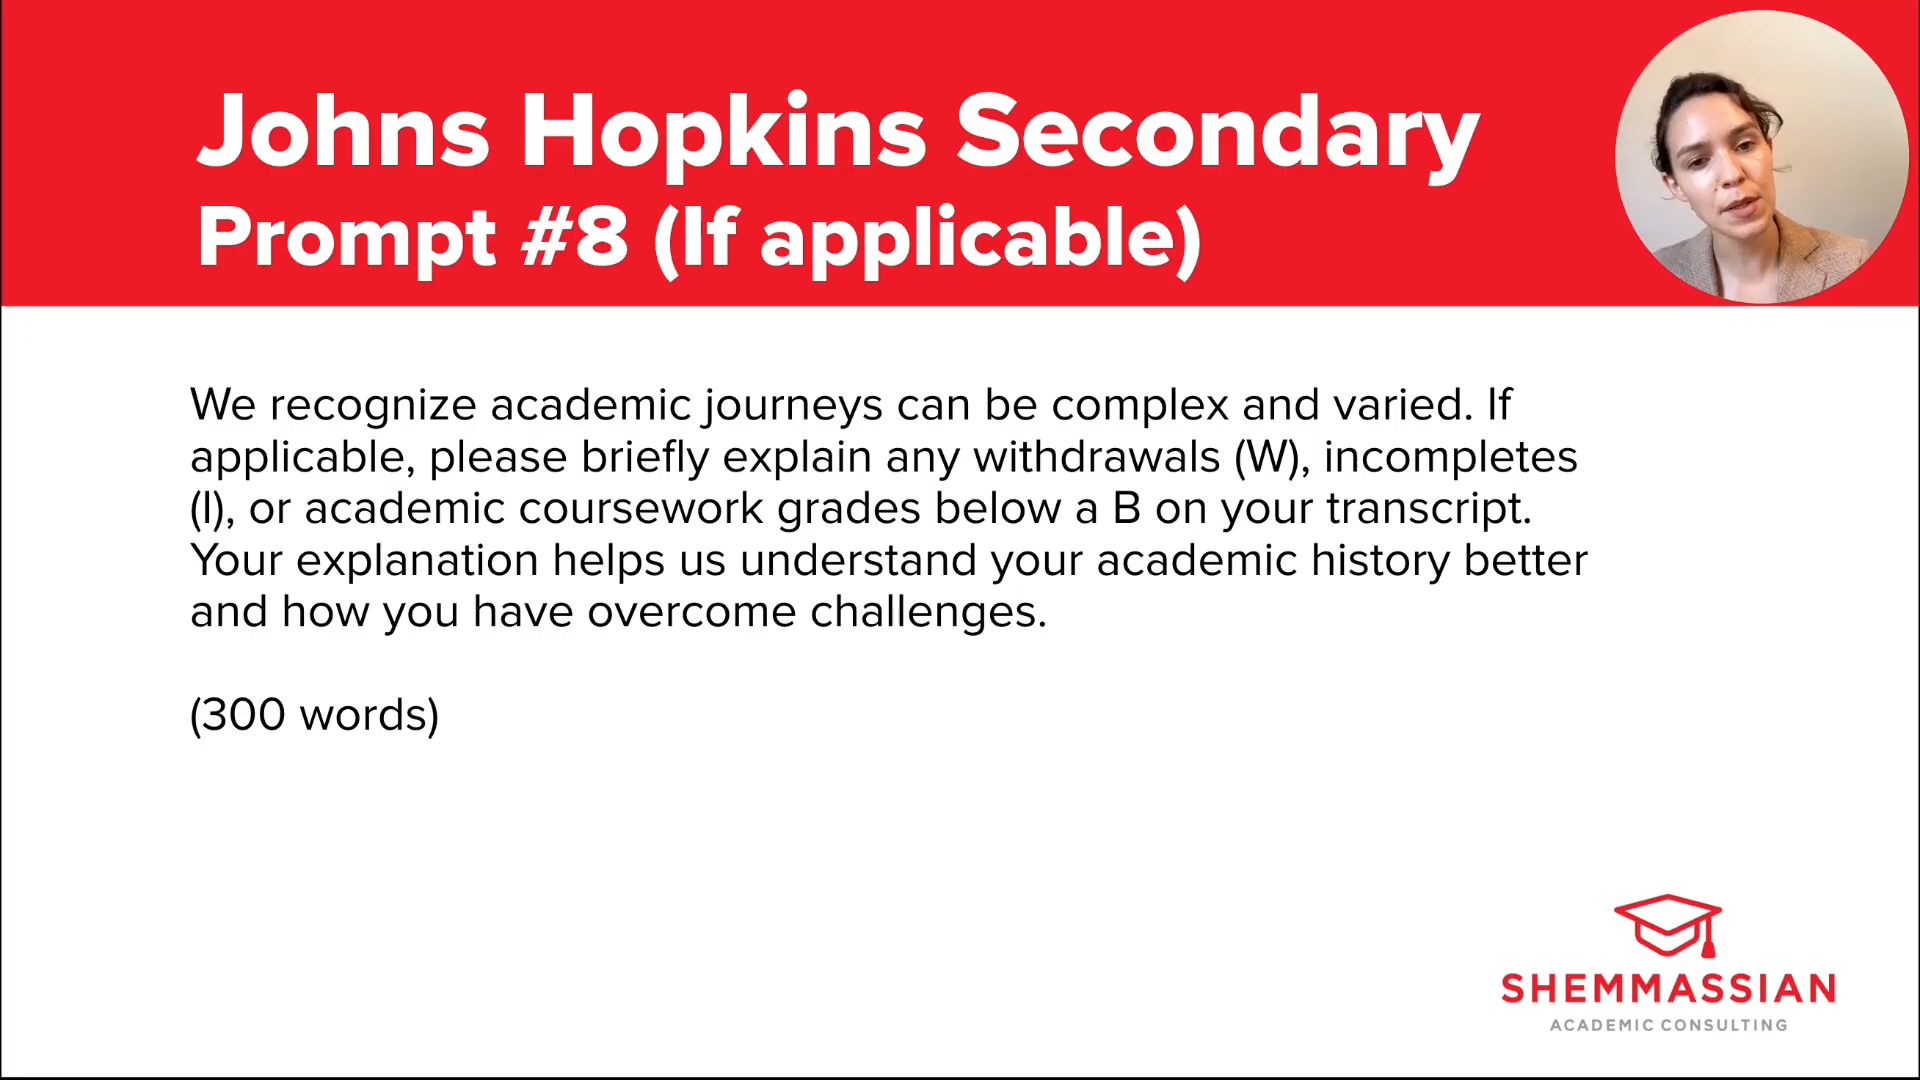 Johns Hopkins Secondary
Prompt #8 (If applicable)
We recognize academic journeys can be complex and varied. If
applicable, please briefly explain any withdrawals (W), incompletes
(I), or academic coursework grades below a B on your transcript.
Your explanation helps us understand your academic history better
and how you have overcome challenges.
(300 words)
SHEMMASSIAN
ACADEMIC CONSULTING